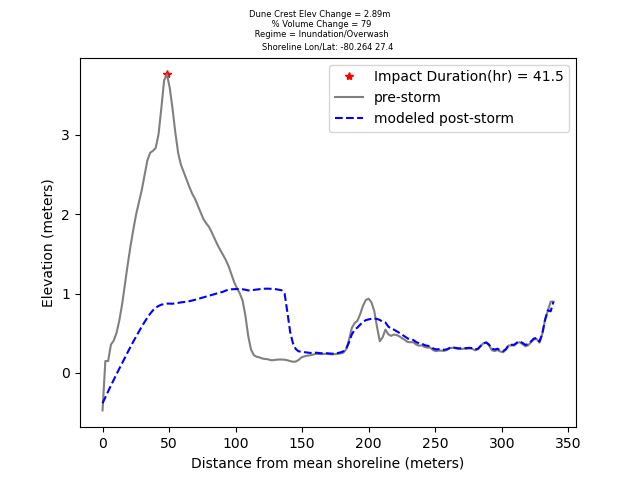 Dune Crest Elev Change = 2.89m
% Volume Change = 79
Regime = Inundation/Overwash
Shoreline Lon/Lat: -80.264 27.4
Impact Duration(hr) = 41.5
pre-storm
modeled post-storm
Elevation (meters)
3
2
1
0
0 50 100 150 200 250 300 350
Distance from mean shoreline (meters)